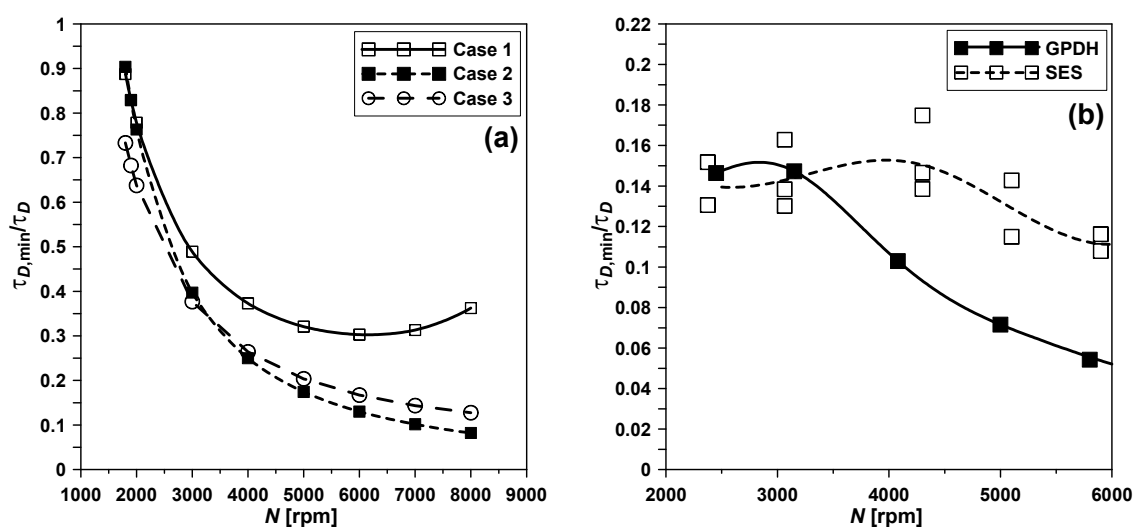 1
0.9
0.8
0.7
0.6
0.5
0.4
0.3
0.2
0.1
0
τD,min/τD
1000 2000 3000 4000 5000 6000 7000 8000 9000
N [rpm]
Case 1
Case 2
Case 3
(a)
0.22
0.2
0.18
0.16
0.14
0.12
0.1
0.08
0.06
0.04
0.02
0
τD,min/τD
2000 3000 4000 5000 6000
N [rpm]
GPDH
SES
(b)